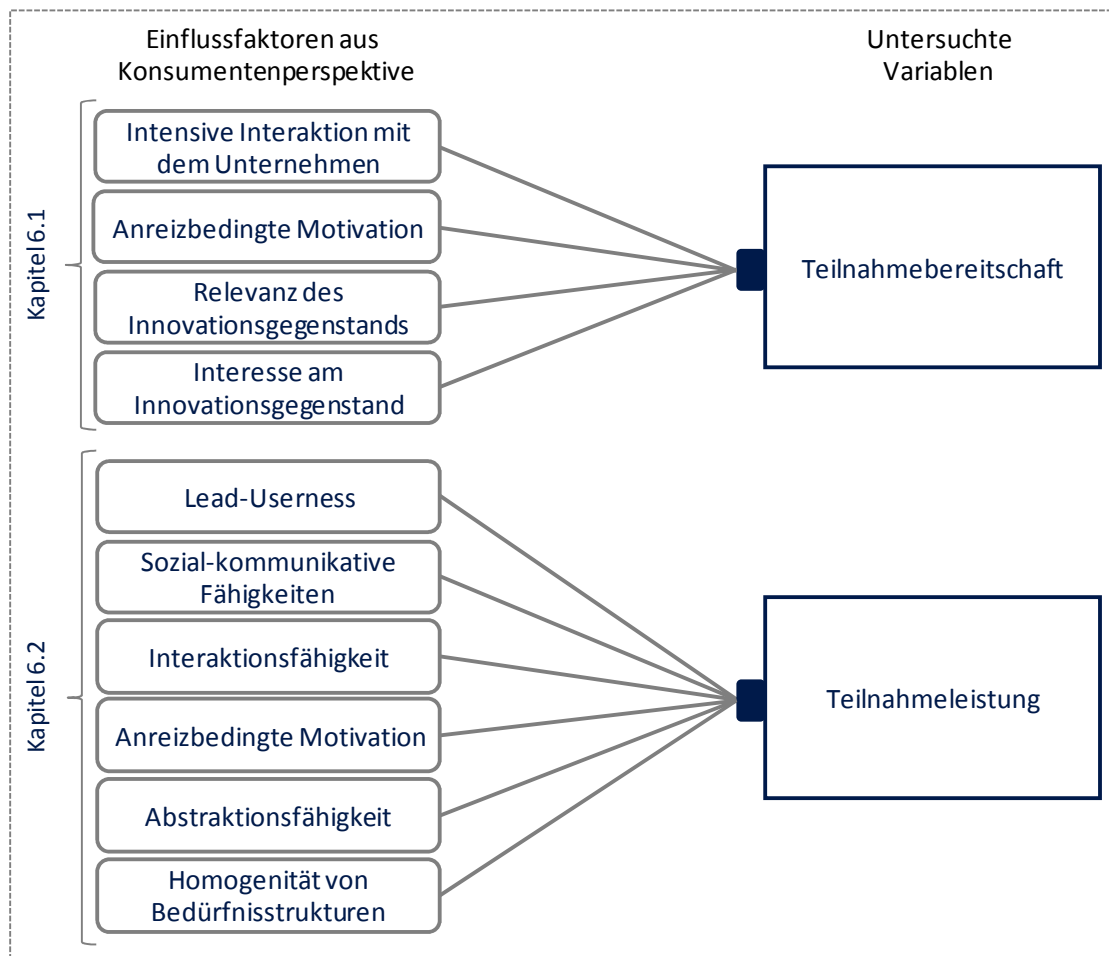 Einflussfaktoren aus
Konsumentenperspektive
Untersuchte
Variablen
Kapitel 6.1
Intensive Interaktion mit
dem Unternehmen
Anreizbedingte Motivation
Relevanz des
Innovationsgegenstands
Interesse am
Innovationsgegenstand
Teilnahmebereitschaft
Kapitel 6.2
Lead-Userness
Sozial-kommunikative
Fähigkeiten
Interaktionsfähigkeit
Anreizbedingte Motivation
Abstraktionsfähigkeit
Homogenität von
Bedürfnisstrukturen
Teilnahmeleistung